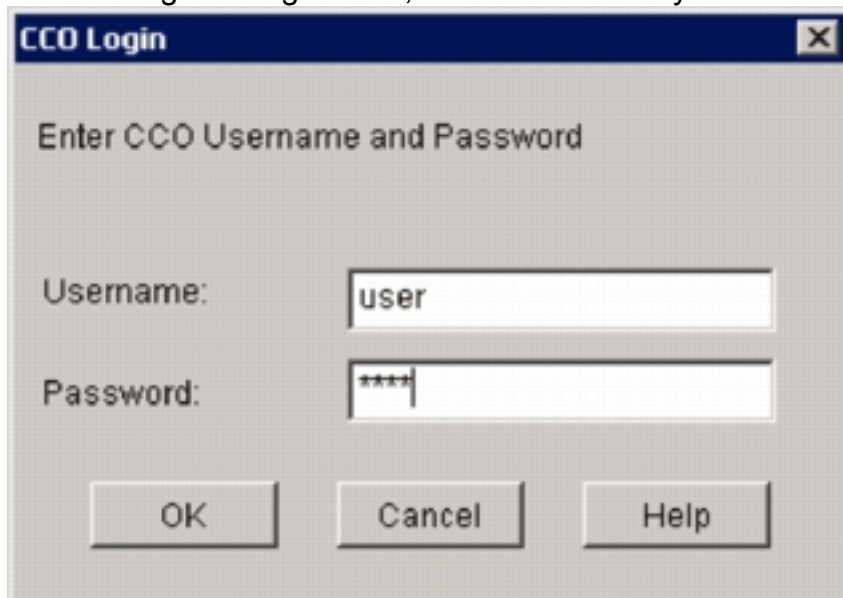 CCO Login
Enter CCO Username and Password
Username: user
Password: ****
OK Cancel Help